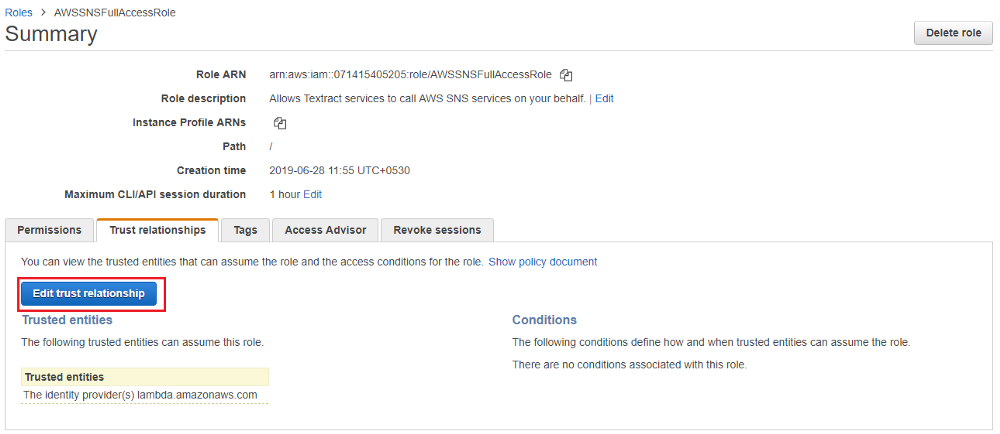 Roles > AWSSNSFullAccessRole
Summary
Delete role
Role ARN arn:aws:iam::071415405205:role/AWSSNSFullAccessRole
Role description Allows Textract services to call AWS SNS services on your behalf. | Edit
Instance Profile ARNs
Path /
Creation time 2019-06-28 11:55 UTC+0530
Maximum CLI/API session duration 1 hour Edit
Permissions Trust relationships Tags Access Advisor Revoke sessions
You can view the trusted entities that can assume the role and the access conditions for the role. Show policy document
Edit trust relationship
Trusted entities
The following trusted entities can assume this role.
Trusted entities
The identity provider(s) lambda.amazonaws.com
Conditions
The following conditions define how and when trusted entities can assume the role.
There are no conditions associated with this role.